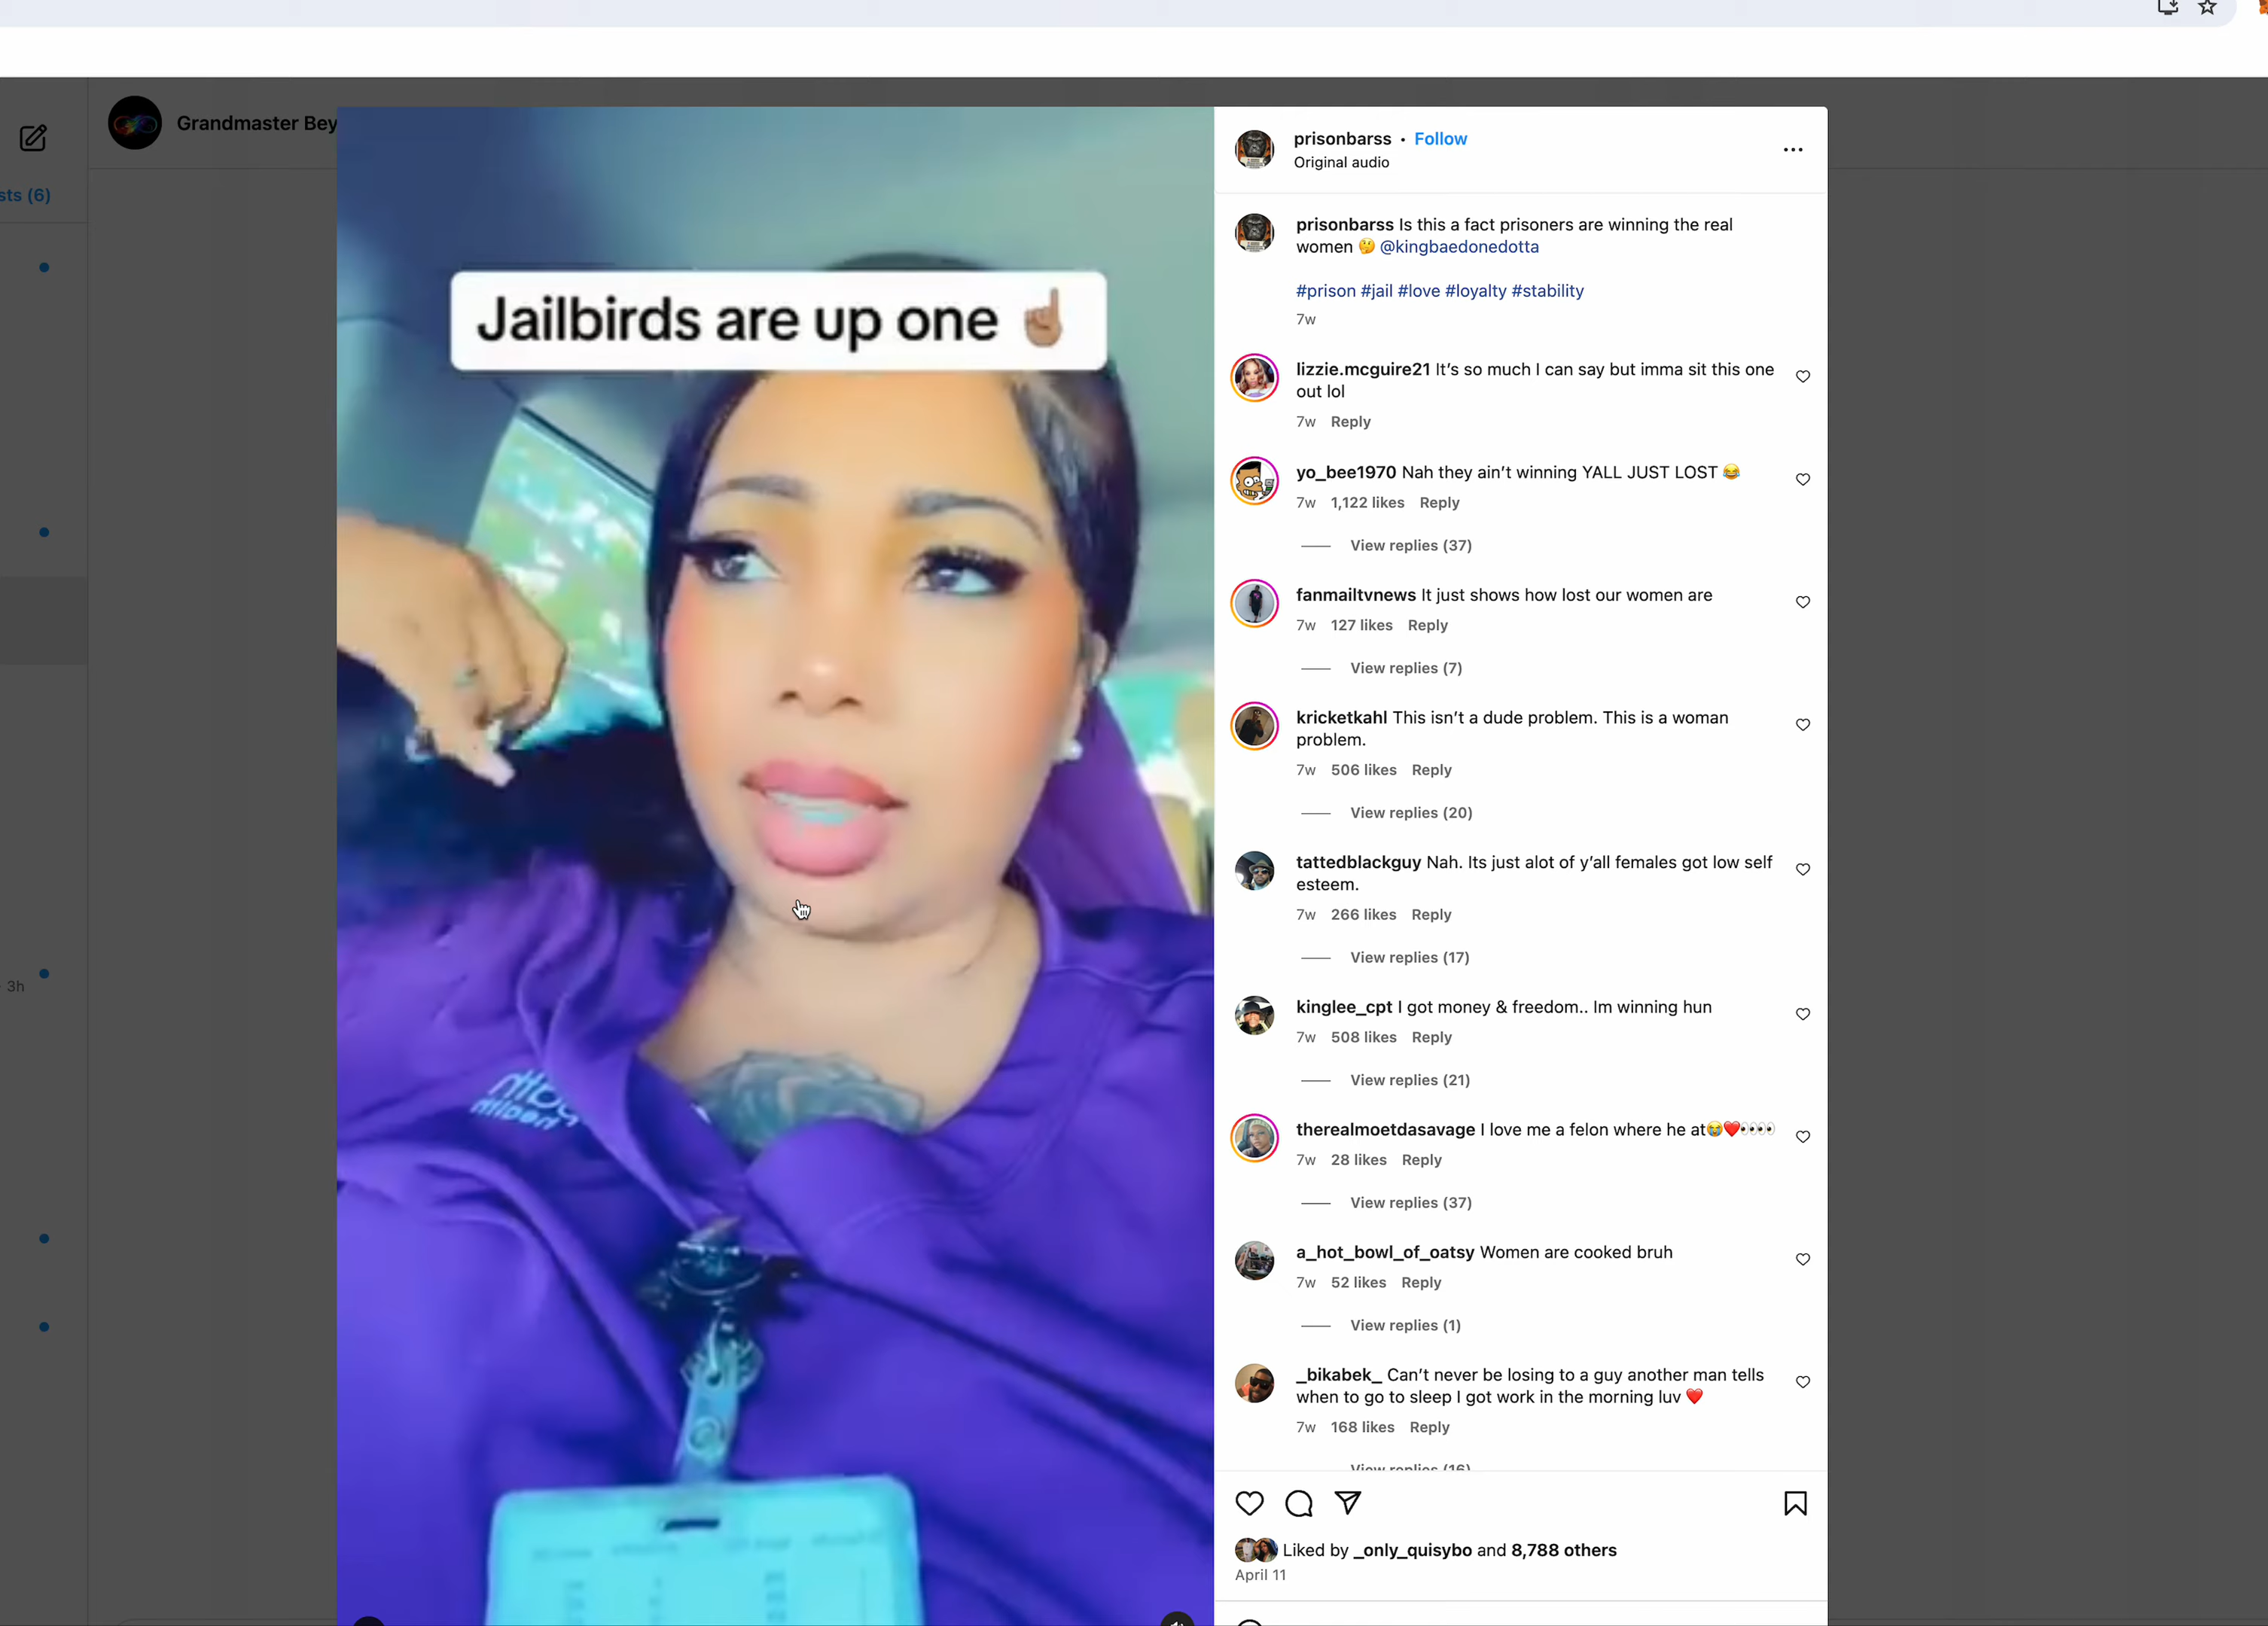 Grandmaster Bey
sts (6)
3h
Jailbirds are up one ☝🏽
prisonbarss • Follow
Original audio
prisonbarss Is this a fact prisoners are winning the real
women 🤔 @kingbaedonedotta
#prison #jail #love #loyalty #stability
7w
lizzie.mcguire21 It’s so much I can say but imma sit this one
out lol
7w Reply
yo_bee1970 Nah they ain’t winning YALL JUST LOST 😂
7w 1,122 likes Reply
View replies (37)
fanmailtvnews It just shows how lost our women are
7w 127 likes Reply
View replies (7)
kricketkahl This isn’t a dude problem. This is a woman
problem.
7w 506 likes Reply
View replies (20)
tattedblackguy Nah. Its just alot of y’all females got low self
esteem.
7w 266 likes Reply
View replies (17)
kinglee_cpt I got money & freedom.. Im winning hun
7w 508 likes Reply
View replies (21)
therealmoetdasavage I love me a felon where he at😭❤️👀👀
7w 28 likes Reply
View replies (37)
a_hot_bowl_of_oatsy Women are cooked bruh
7w 52 likes Reply
View replies (1)
_bikabek_ Can’t never be losing to a guy another man tells
when to go to sleep I got work in the morning luv ❤️
7w 168 likes Reply
View replies (16)
Liked by _only_quisybo and 8,788 others
April 11